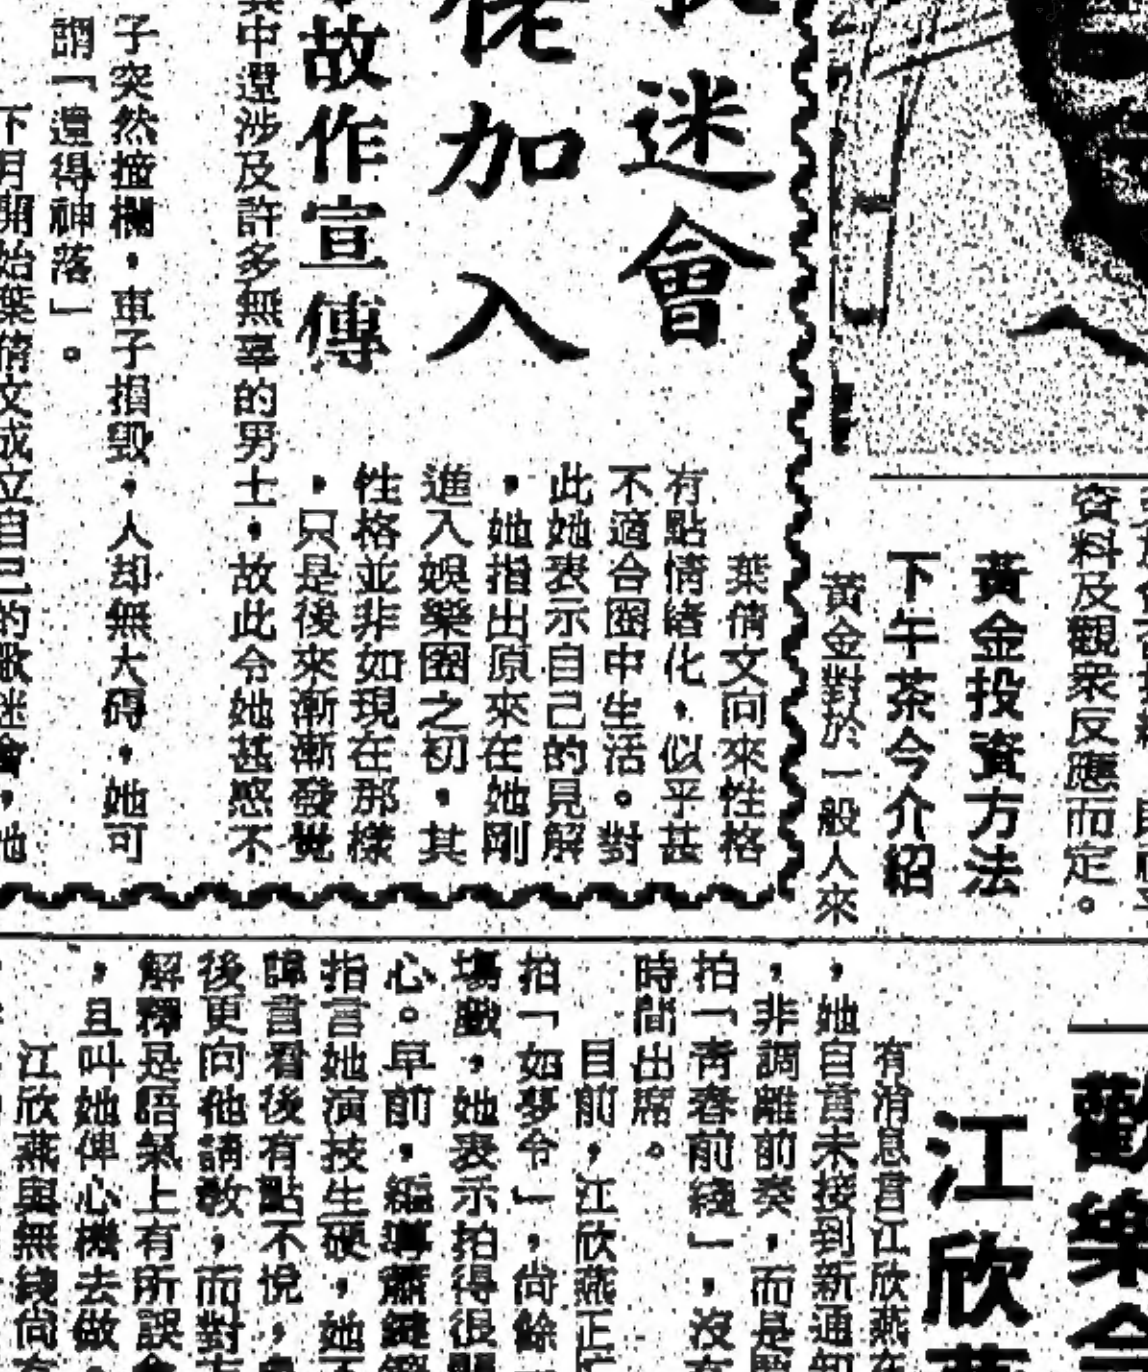 迷會
加入
故作宣傳
葉倩文向來性格
有點情緒化，似乎甚
不適合圈中生活。對
此她表示自己的見解
，她指出原來在她剛
進入娛樂圈之初，其
性格並非如現在那樣
，只是後來漸漸發覺
中還涉及許多無辜的男士，故此令她甚感不
子突然撞欄，車子損毀，人却無大碍，她可
謂「還得神落」。
下月開始葉倩文成立自己的歌迷會，她
資料及觀衆反應而定。
黃金投資方法
下午茶今介紹
黃金對於一般人來
江欣
有消息言江欣燕
，她自言未接到新通知
，非調離前奏，而是
拍「青春前綫」，沒有
時間出席。
目前，江欣燕正
拍「如夢令」，尚餘
場戲，她表示拍得很開
心。早前，編導蕭鍵鏗
指言她演技生硬，她
諱言看後有點不悅，
後更向他請教，而對方
解釋是語氣上有所誤會
，且叫她俾心機去做。
江欣燕與無綫尚有
歡樂